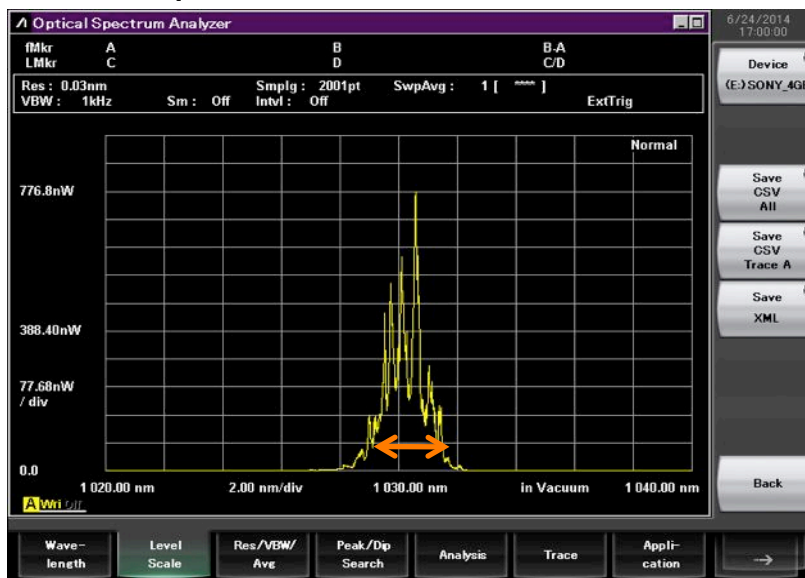 Optical Spectrum Analyzer
6/24/2014
17:00:00
fMkr A B B-A
LMkr C D C/D
Res : 0.03nm Smplg : 2001pt SwpAvg : 1 [ **** ]
VBW : 1kHz Sm : Off Intvl : Off ExtTrig
Normal
776.8nW
388.40nW
77.68nW
/ div
0.0
1 020.00 nm 2.00 nm/div 1 030.00 nm in Vacuum 1 040.00 nm
A Wri Off
Device
(E:)SONY_4G
Save
CSV
All
Save
CSV
Trace A
Save
XML
Back
Wave-
length
Level
Scale
Res/VBW/
Avg
Peak/Dip
Search
Analysis
Trace
Appli-
cation
→